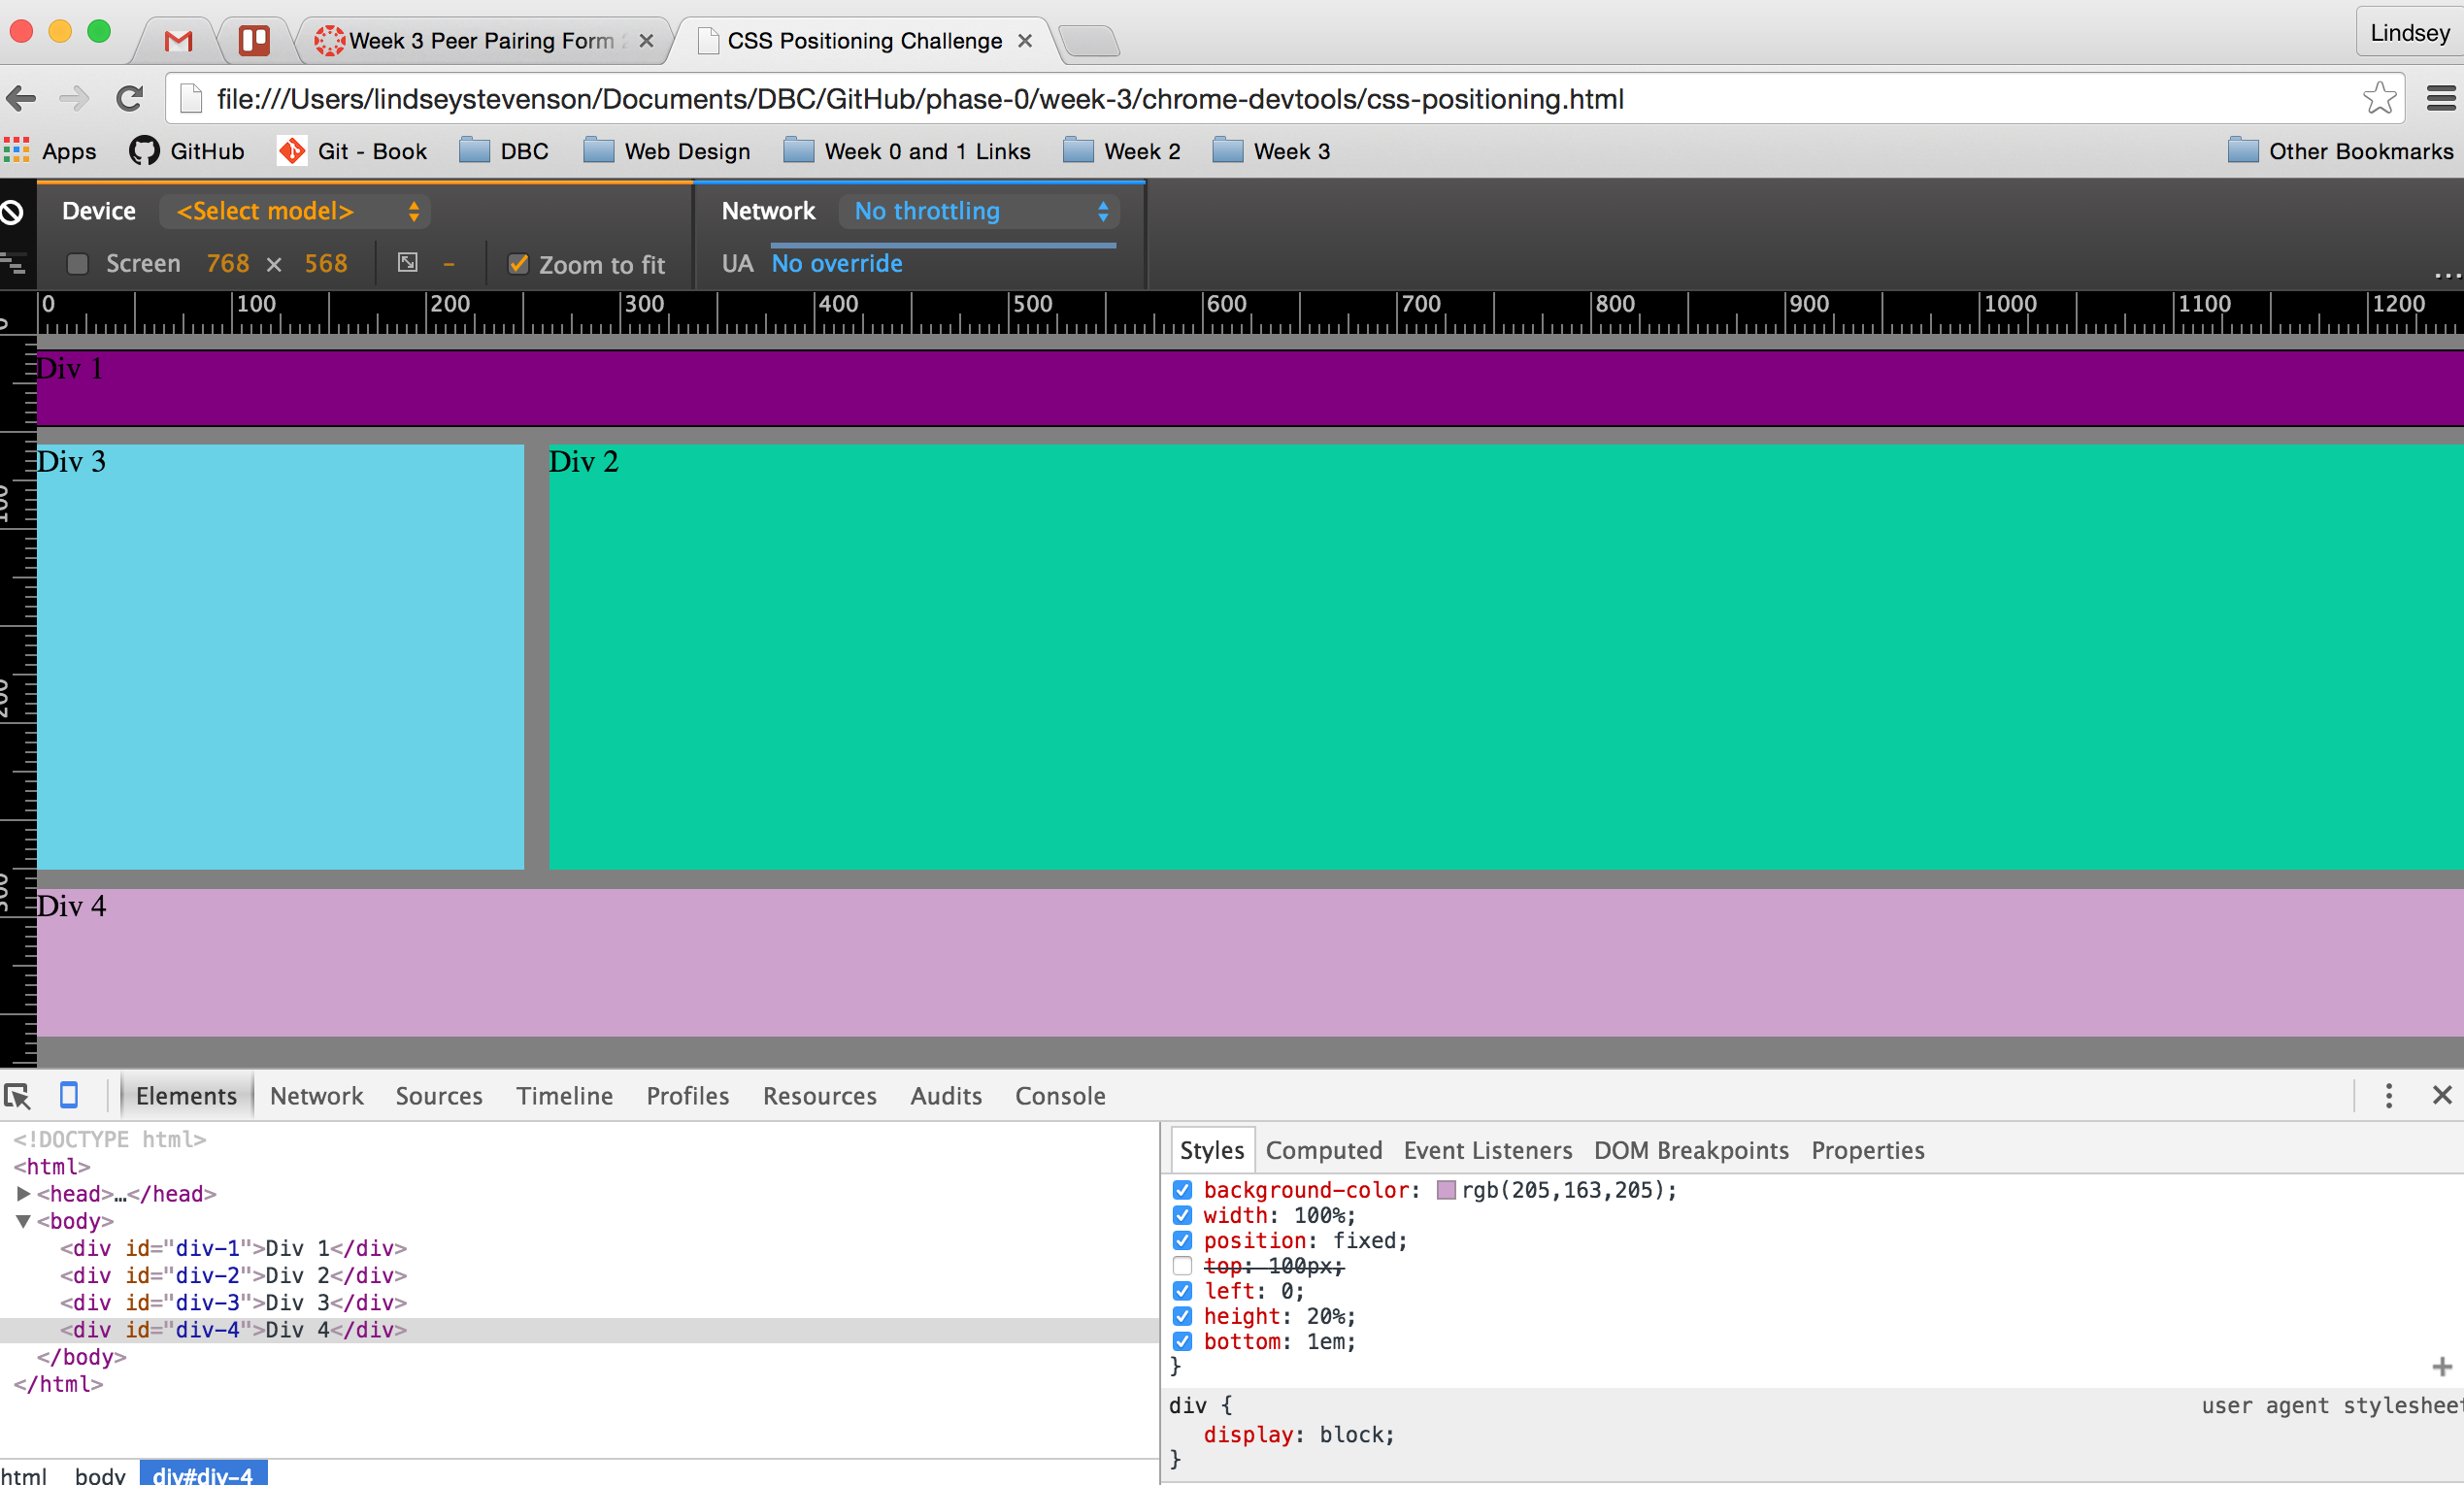 Week 3 Peer Pairing Form
CSS Positioning Challenge
Lindsey
file:///Users/lindseystevenson/Documents/DBC/GitHub/phase-0/week-3/chrome-devtools/css-positioning.html
Apps GitHub Git - Book DBC Web Design Week 0 and 1 Links Week 2 Week 3 Other Bookmarks
Device <Select model> Network No throttling
Screen 768 × 568 - Zoom to fit UA No override ...
0 100 200 300 400 500 600 700 800 900 1000 1100 1200
0
Div 1
Div 3 Div 2
100
200
300
Div 4
Elements Network Sources Timeline Profiles Resources Audits Console
<!DOCTYPE html>
<html>
<head>…</head>
<body>
<div id="div-1">Div 1</div>
<div id="div-2">Div 2</div>
<div id="div-3">Div 3</div>
<div id="div-4">Div 4</div>
</body>
</html>
html body div#div-4
Styles Computed Event Listeners DOM Breakpoints Properties
background-color: rgb(205,163,205);
width: 100%;
position: fixed;
top: 100px;
left: 0;
height: 20%;
bottom: 1em;
}
div { user agent stylesheet
display: block;
}